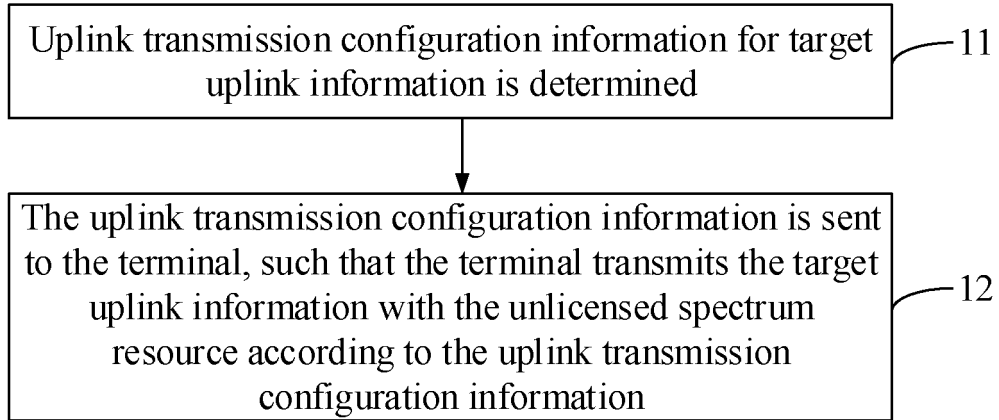 Uplink transmission configuration information for target
uplink information is determined
11
The uplink transmission configuration information is sent
to the terminal, such that the terminal transmits the target
uplink information with the unlicensed spectrum
resource according to the uplink transmission
configuration information
12